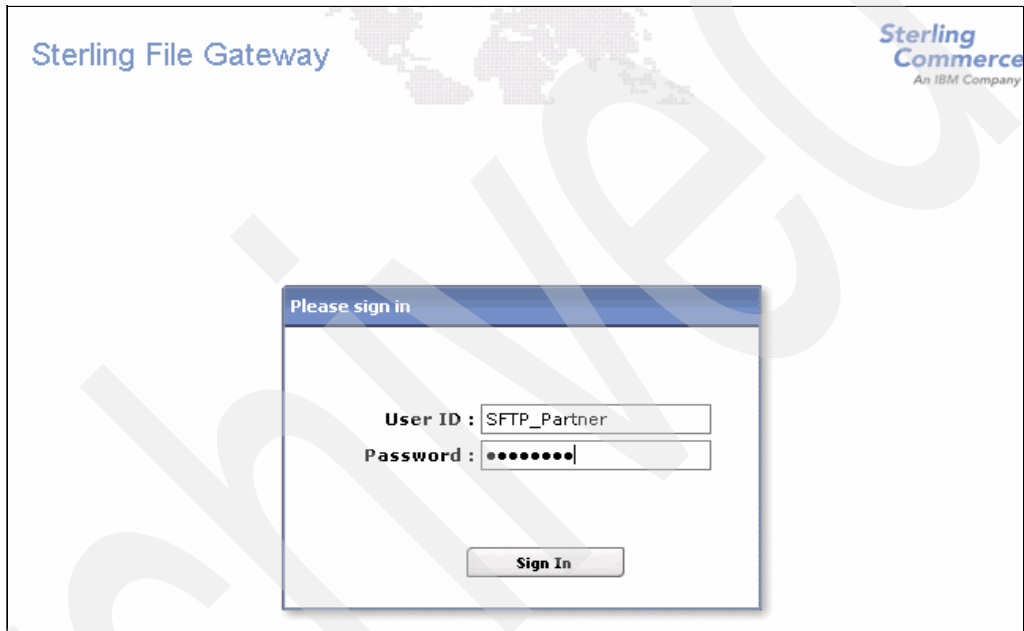 Sterling File Gateway
Sterling
Commerce
An IBM Company
Please sign in
User ID : SFTP_Partner
Password : ••••••••
Sign In